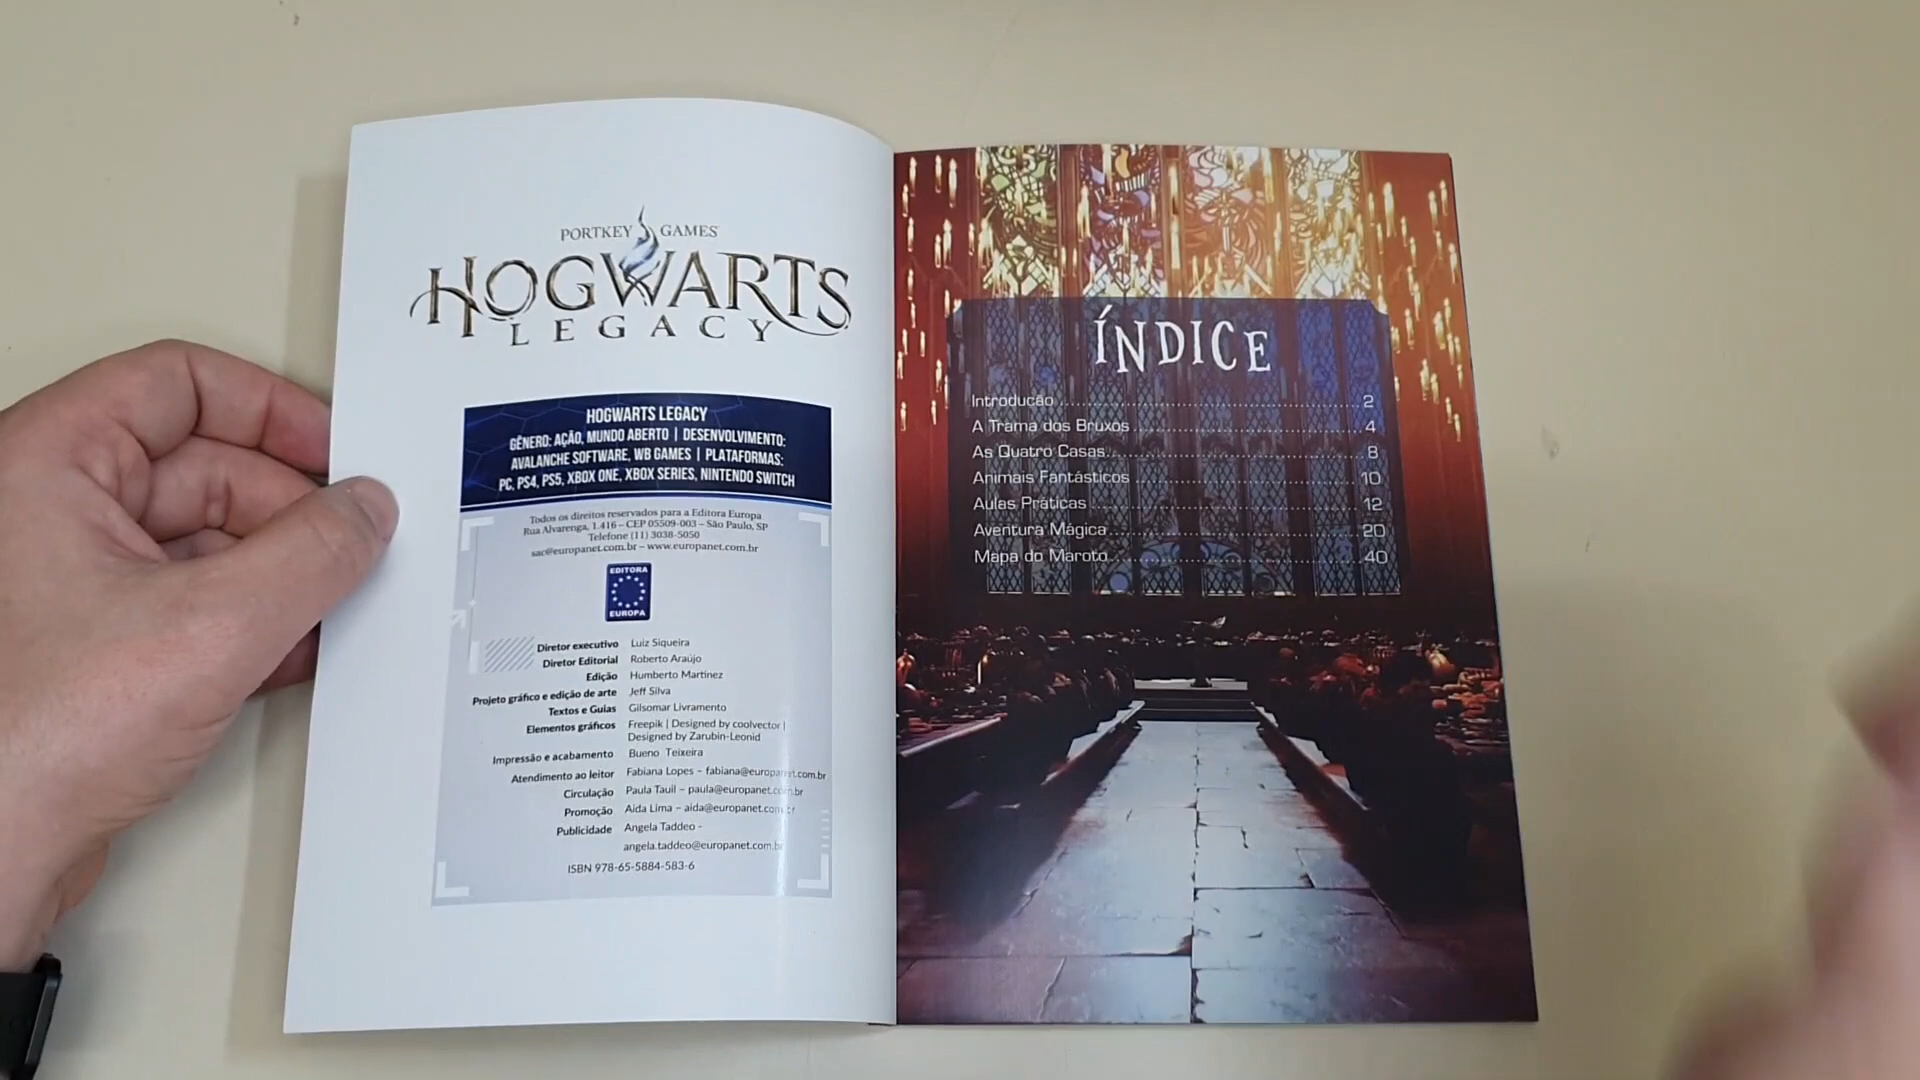 PORTKEY GAMES
HOGWARTS
LEGACY
HOGWARTS LEGACY
GÊNERO: AÇÃO, MUNDO ABERTO | DESENVOLVIMENTO:
AVALANCHE SOFTWARE, WB GAMES | PLATAFORMAS:
PC, PS4, PS5, XBOX ONE, XBOX SERIES, NINTENDO SWITCH
Todos os direitos reservados para a Editora Europa
Rua Alvarenga, 1.416 – CEP 05509-003 – São Paulo, SP
Telefone (11) 3038-5050
sac@europanet.com.br – www.europanet.com.br
EDITORA
EUROPA
Diretor executivo Luiz Siqueira
Diretor Editorial Roberto Araújo
Edição Humberto Martinez
Projeto gráfico e edição de arte Jeff Silva
Textos e Guias Gilsomar Livramento
Elementos gráficos Freepik | Designed by coolvector |
Designed by Zarubin-Leonid
Impressão e acabamento Bueno Teixeira
Atendimento ao leitor Fabiana Lopes – fabiana@europanet.com.br
Circulação Paula Tauil – paula@europanet.com.br
Promoção Aida Lima – aida@europanet.com.br
Publicidade Angela Taddeo –
angela.taddeo@europanet.com.br
ISBN 978-65-5884-583-6
ÍNDICE
Introdução 2
A Trama dos Bruxos 4
As Quatro Casas 8
Animais Fantásticos 10
Aulas Práticas 12
Aventura Mágica 20
Mapa do Maroto 40